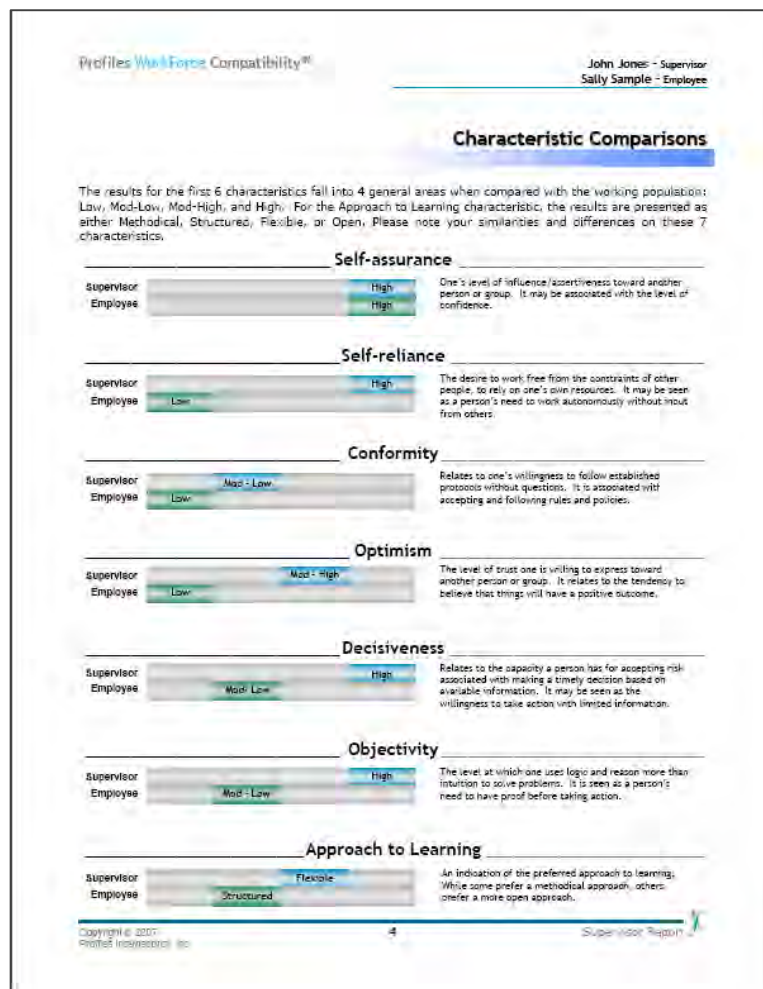 Profiles WorkForce Compatibility®
John Jones - Supervisor
Sally Sample - Employee
Characteristic Comparisons
The results for the first 6 characteristics fall into 4 general areas when compared with the working population:
Low, Mod-Low, Mod-High, and High. For the Approach to Learning characteristic, the results are presented as
either Methodical, Structured, Flexible, or Open. Please note your similarities and differences on these 7
characteristics.
Self-assurance
Supervisor High
Employee High
One's level of influence/assertiveness toward another
person or group. It may be associated with the level of
confidence.
Self-reliance
Supervisor High
Employee Low
The desire to work free from the constraints of other
people, to rely on one's own resources. It may be seen
as a person's need to work autonomously without input
from others.
Conformity
Supervisor Mod - Low
Employee Low
Relates to one's willingness to follow established
protocols without questions. It is associated with
accepting and following rules and policies.
Optimism
Supervisor Mod - High
Employee Low
The level of trust one is willing to express toward
another person or group. It relates to the tendency to
believe that things will have a positive outcome.
Decisiveness
Supervisor High
Employee Mod- Low
Relates to the capacity a person has for accepting risk
associated with making a timely decision based on
available information. It may be seen as the
willingness to take action with limited information.
Objectivity
Supervisor High
Employee Mod - Low
The level at which one uses logic and reason more than
intuition to solve problems. It is seen as a person's
need to have proof before taking action.
Approach to Learning
Supervisor Flexible
Employee Structured
An indication of the preferred approach to learning.
While some prefer a methodical approach, others
prefer a more open approach.
Copyright © 2007
Profiles International, Inc
4
Supervisor Report